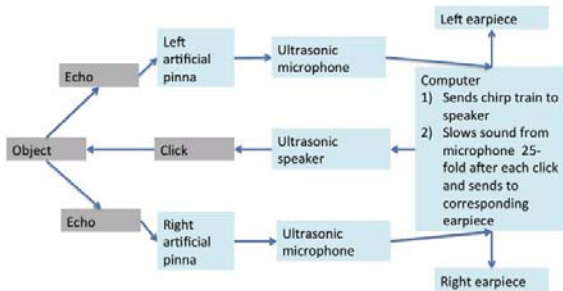 Left earpiece
Left
artificial
pinna
Ultrasonic
microphone
Echo
Computer
1) Sends chirp train to
speaker
2) Slows sound from
microphone 25-
fold after each click
and sends to
corresponding
earpiece
Object
Click
Ultrasonic
speaker
Echo
Right
artificial
pinna
Ultrasonic
microphone
Right earpiece